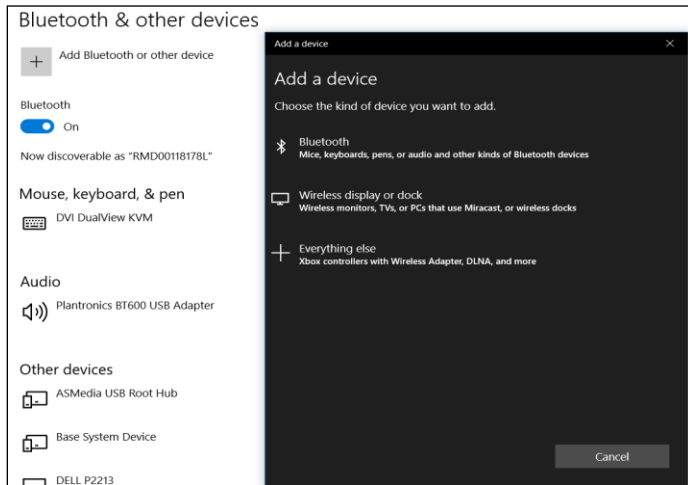 Bluetooth & other devices
Add Bluetooth or other device
Bluetooth
On
Now discoverable as “RMD00118178L”
Mouse, keyboard, & pen
DVI DualView KVM
Audio
Plantronics BT600 USB Adapter
Other devices
ASMedia USB Root Hub
Base System Device
DELL P2213
Add a device
Add a device
Choose the kind of device you want to add.
Bluetooth
Mice, keyboards, pens, or audio and other kinds of Bluetooth devices
Wireless display or dock
Wireless monitors, TVs, or PCs that use Miracast, or wireless docks
Everything else
Xbox controllers with Wireless Adapter, DLNA, and more
Cancel